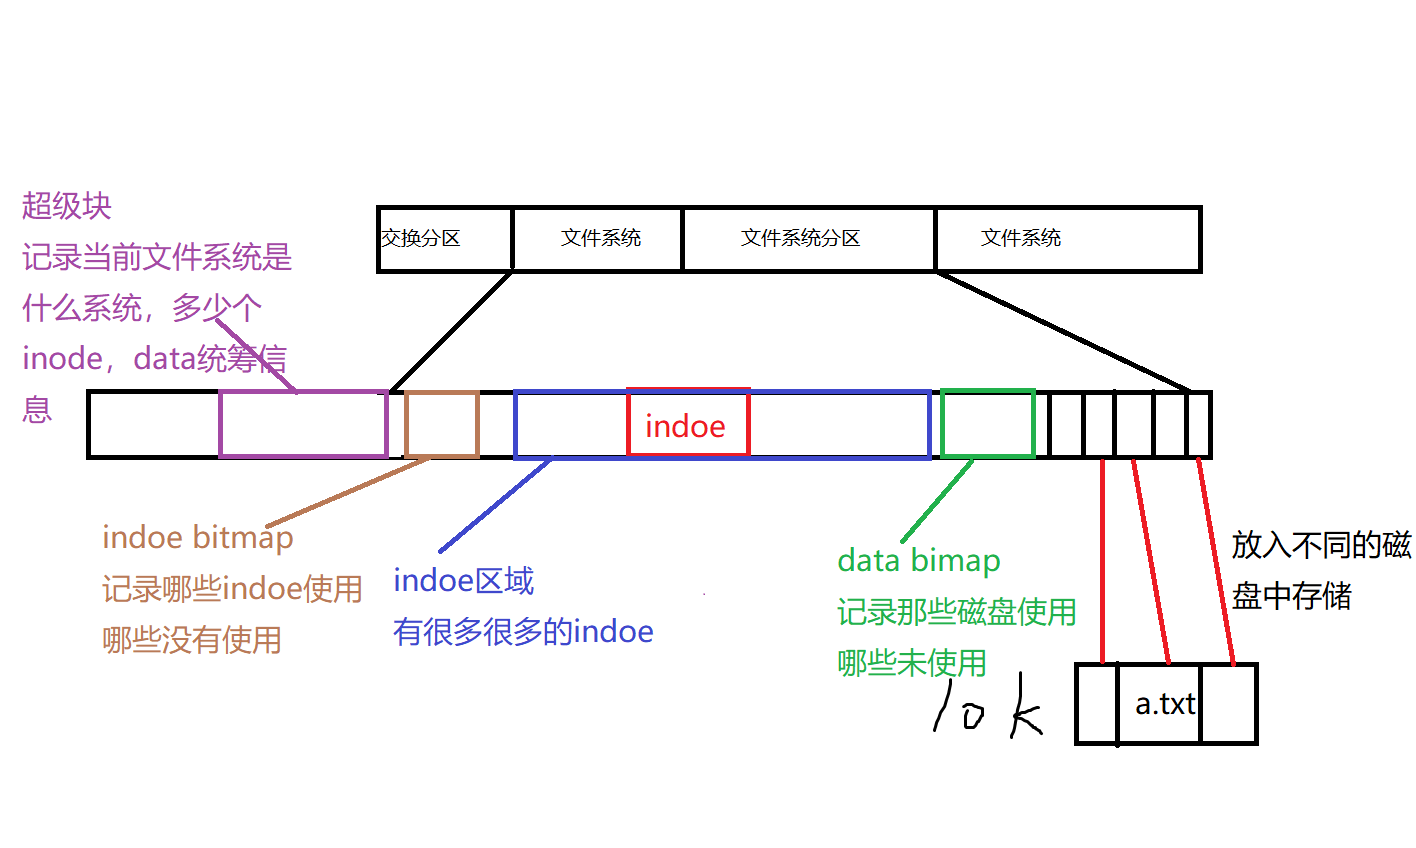 超级块
记录当前文件系统是
什么系统，多少个
inode，data统筹信
息
交换分区
文件系统
文件系统分区
文件系统
indoe
indoe bitmap
记录哪些indoe使用
哪些没有使用
indoe区域
有很多很多的indoe
data bimap
记录那些磁盘使用
哪些未使用
放入不同的磁
盘中存储
10k
a.txt